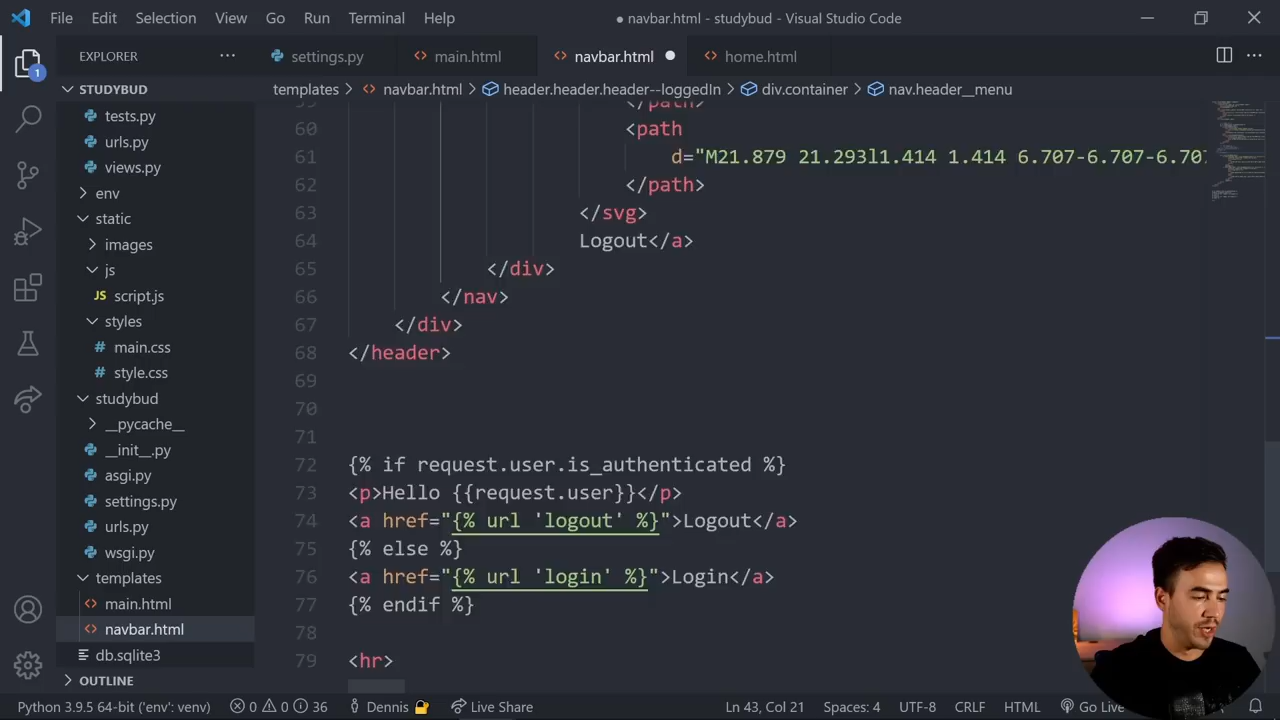 File Edit Selection View Go Run Terminal Help
● navbar.html - studybud - Visual Studio Code
EXPLORER
settings.py
main.html
navbar.html
home.html
1
STUDYBUD
templates > navbar.html > header.header.header--loggedIn > div.container > nav.header__menu
tests.py
urls.py
views.py
env
static
images
js
JS script.js
styles
# main.css
# style.css
studybud
__pycache__
__init__.py
asgi.py
settings.py
urls.py
wsgi.py
templates
main.html
navbar.html
db.sqlite3
OUTLINE
59 </path>
60 <path
61 d="M21.879 21.293l1.414 1.414 6.707-6.707-6.707
62 </path>
63 </svg>
64 Logout</a>
65 </div>
66 </nav>
67 </div>
68 </header>
69
70
71
72 {% if request.user.is_authenticated %}
73 <p>Hello {{request.user}}</p>
74 <a href="{% url 'logout' %}">Logout</a>
75 {% else %}
76 <a href="{% url 'login' %}">Login</a>
77 {% endif %}
78
79 <hr>
Python 3.9.5 64-bit ('env': venv) 0 0 36 Dennis Live Share Ln 43, Col 21 Spaces: 4 UTF-8 CRLF HTML Go Live